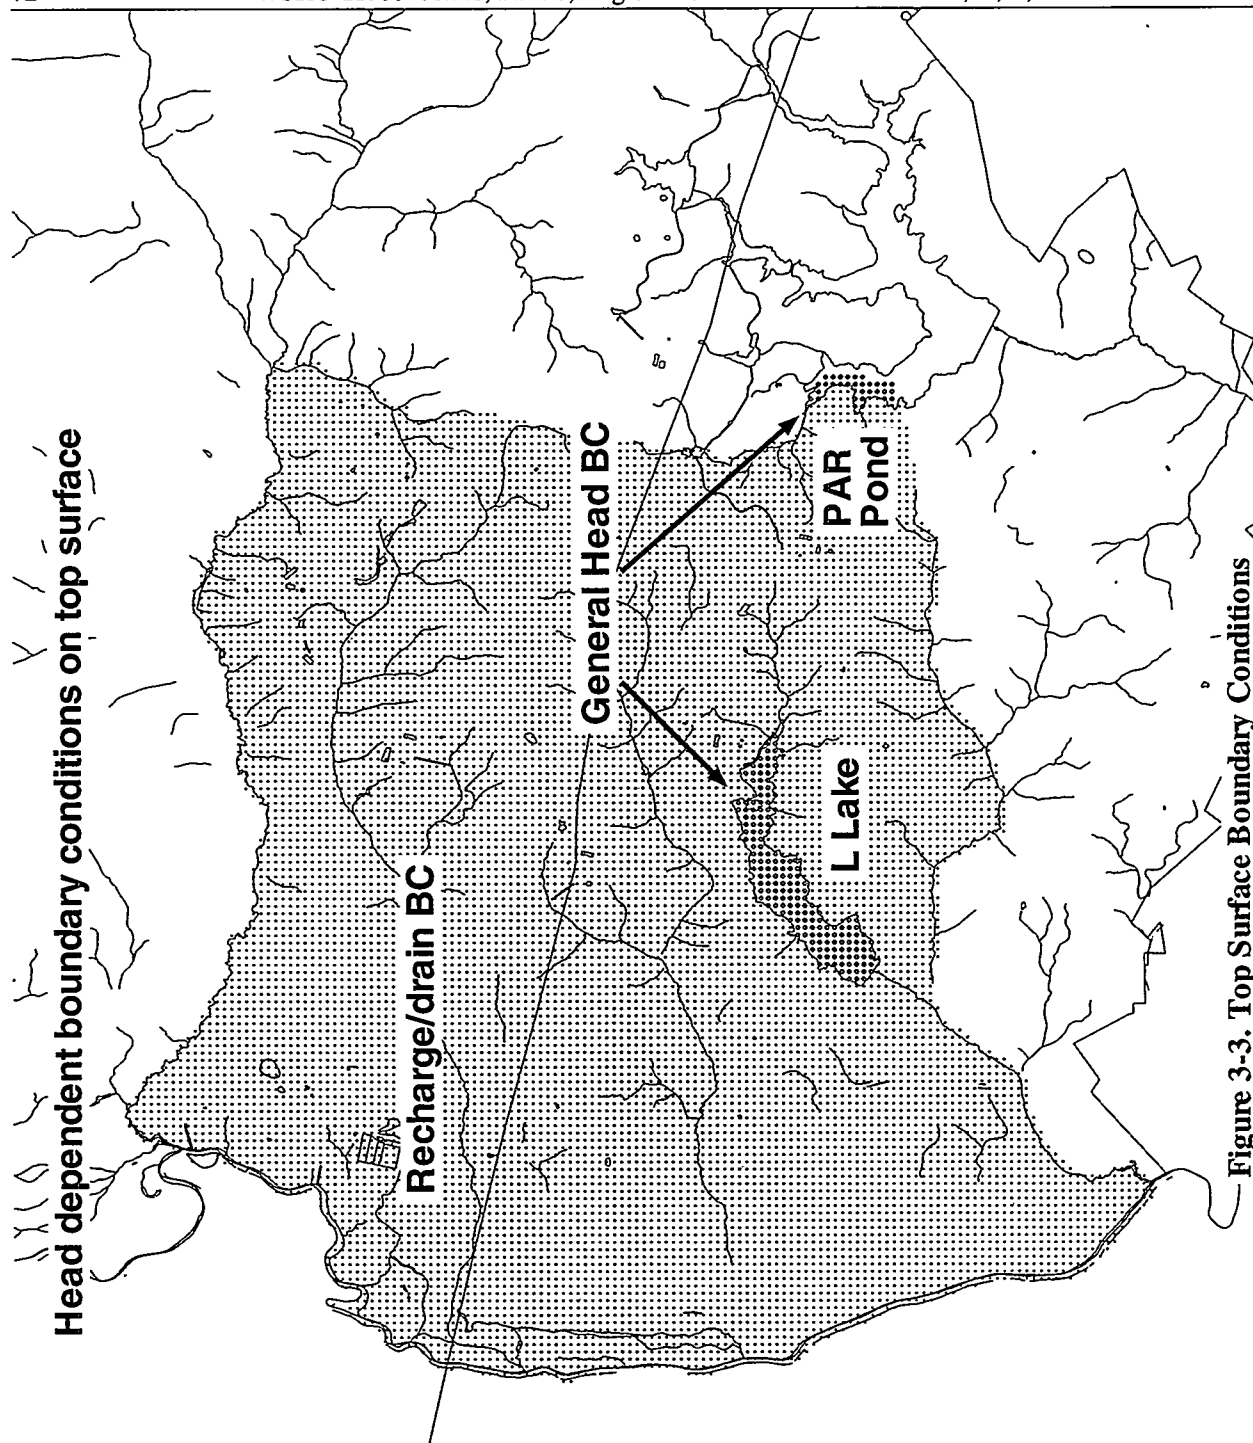 Head dependent boundary conditions on top surface
Recharge/drain BC
General Head BC
L Lake
PAR
Pond
Figure 3-3. Top Surface Boundary Conditions